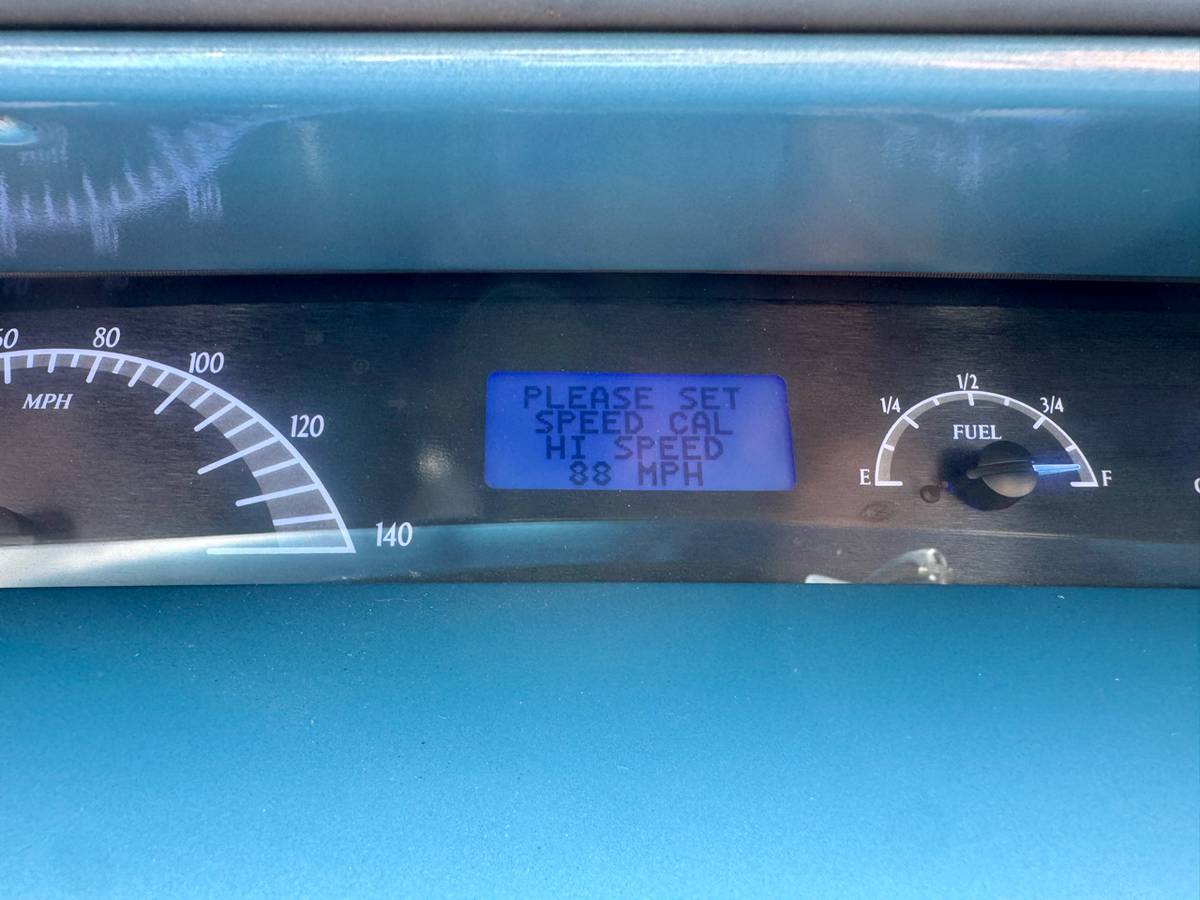 80
100
MPH
120
140
PLEASE SET
SPEED CAL
HI SPEED
88 MPH
1/4
1/2
3/4
FUEL
E
F